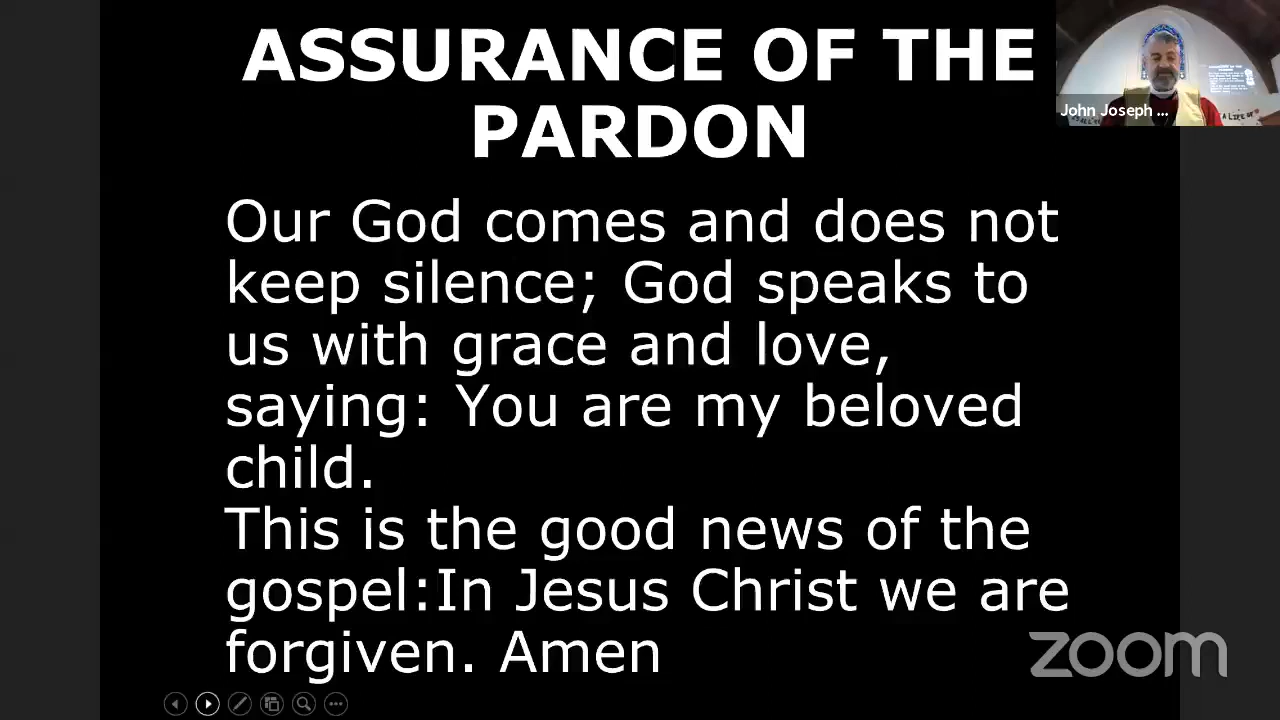 ASSURANCE OF THE
PARDON
Our God comes and does not
keep silence; God speaks to
us with grace and love,
saying: You are my beloved
child.
This is the good news of the
gospel:In Jesus Christ we are
forgiven. Amen
John Joseph ...
zoom